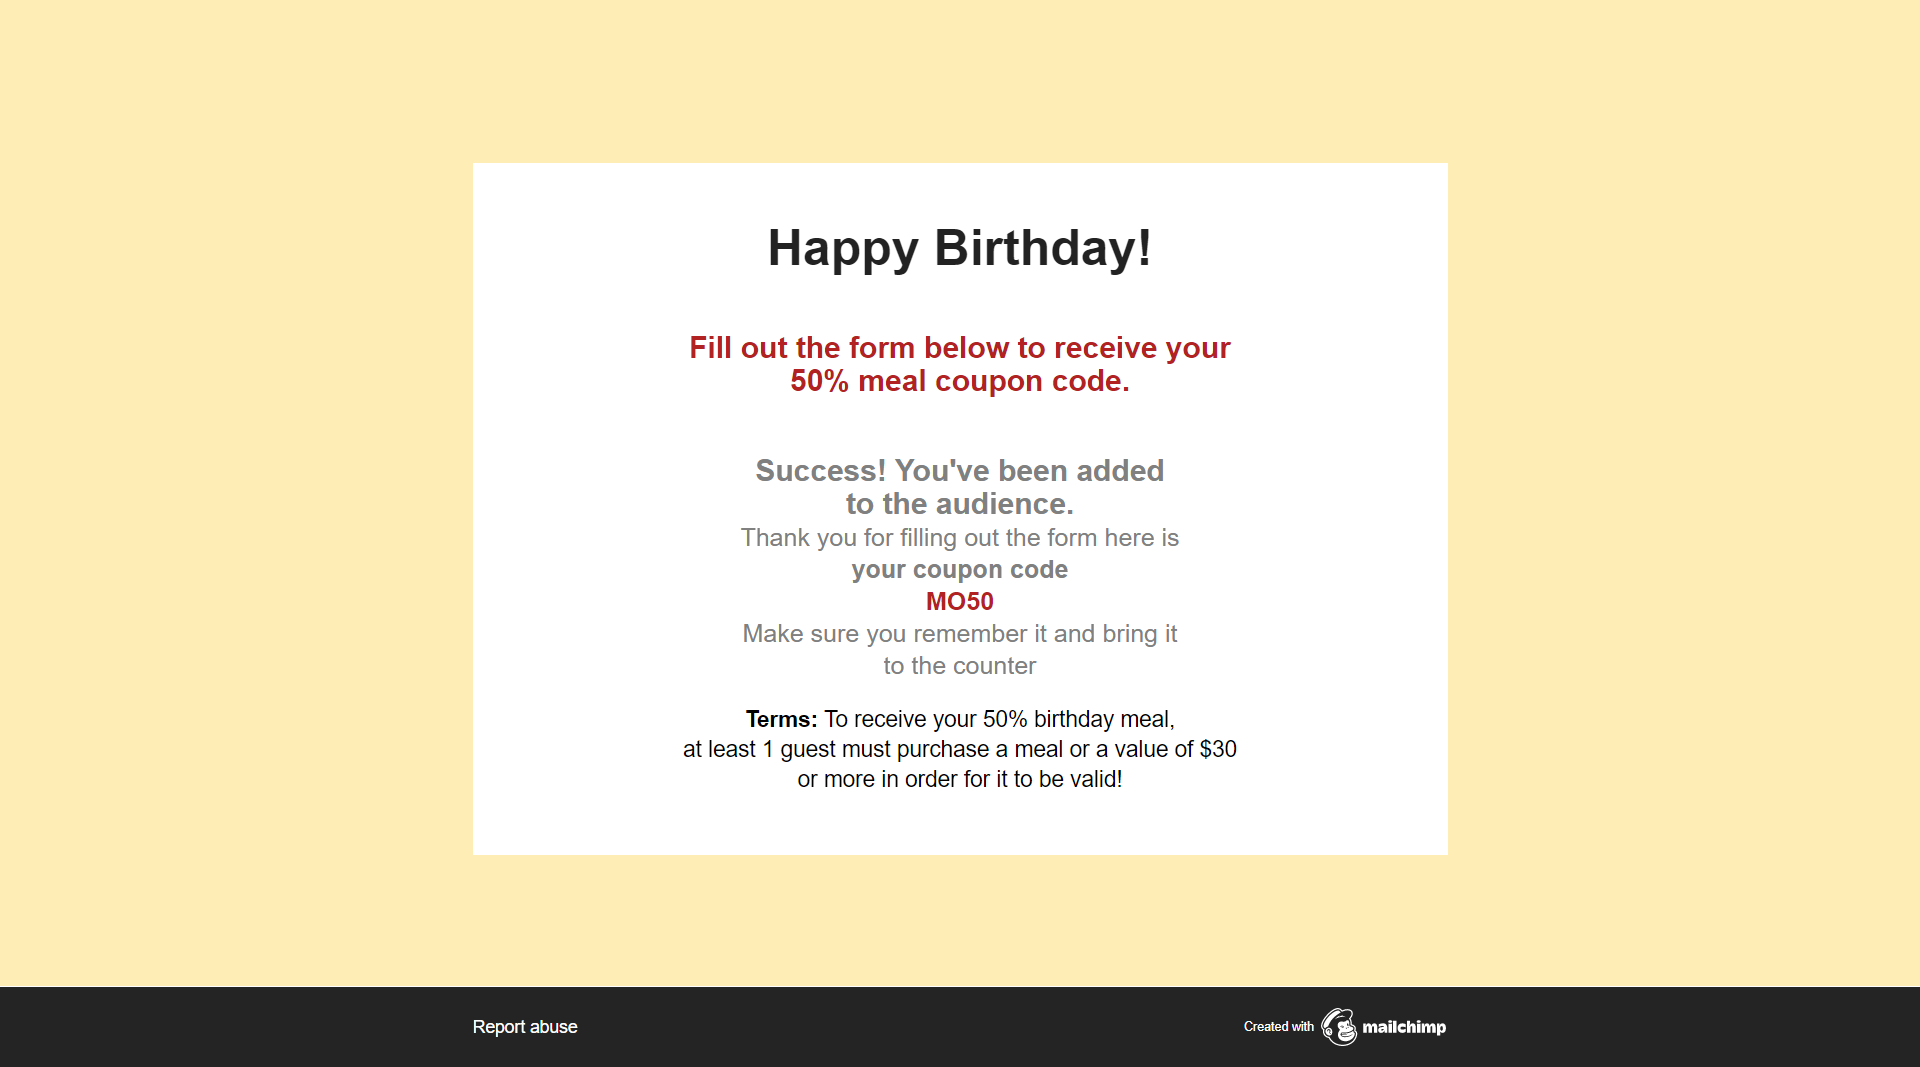 Happy Birthday!
Fill out the form below to receive your
50% meal coupon code.
Success! You've been added
to the audience.
Thank you for filling out the form here is
your coupon code
MO50
Make sure you remember it and bring it
to the counter
Terms: To receive your 50% birthday meal,
at least 1 guest must purchase a meal or a value of $30
or more in order for it to be valid!
Report abuse
Created with mailchimp